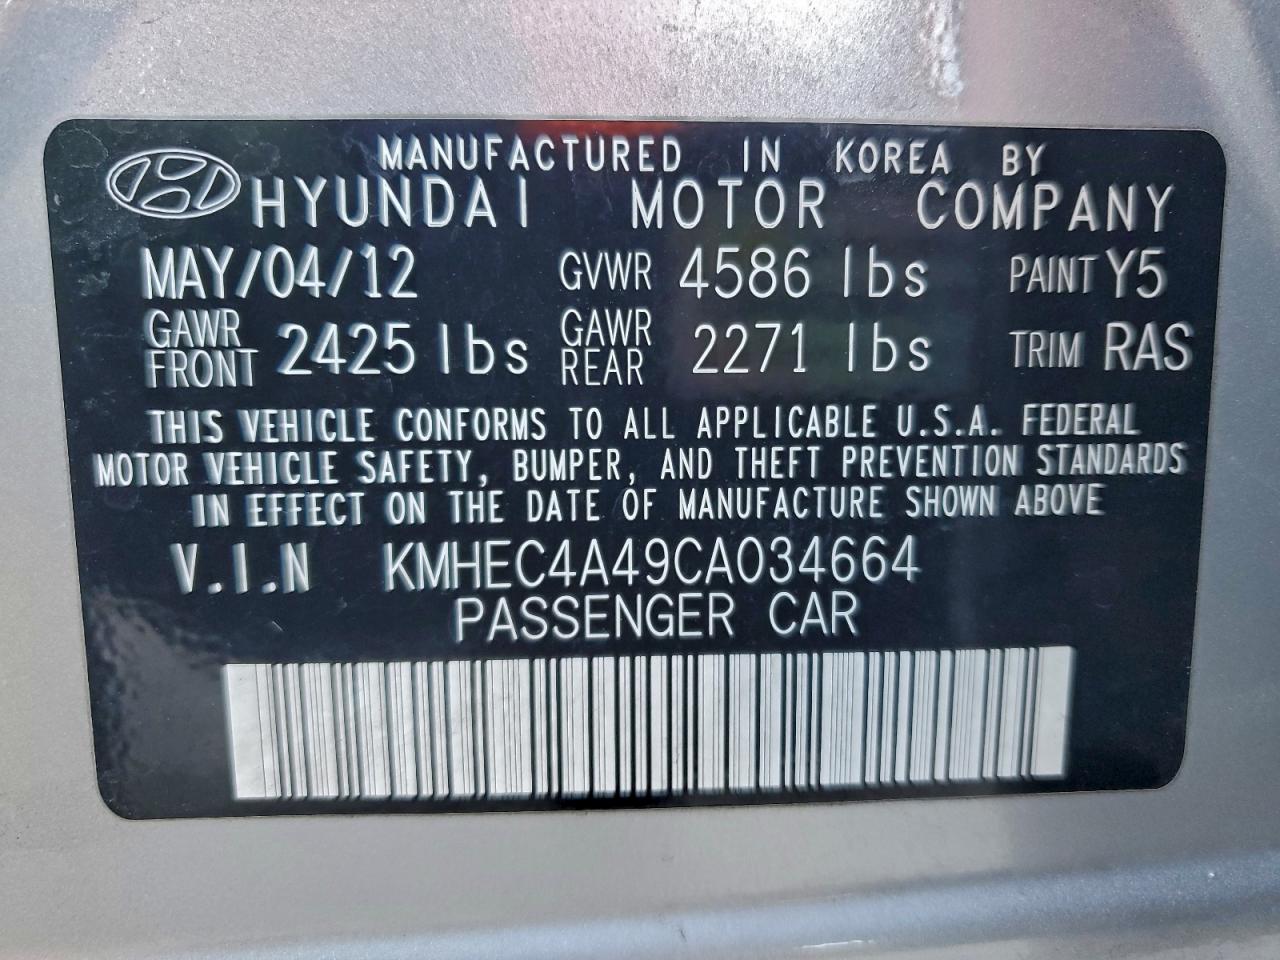 MANUFACTURED IN KOREA BY
HYUNDAI MOTOR COMPANY
MAY/04/12 GVWR 4586 lbs PAINT Y5
GAWR FRONT 2425 lbs GAWR REAR 2271 lbs TRIM RAS
THIS VEHICLE CONFORMS TO ALL APPLICABLE U.S.A. FEDERAL
MOTOR VEHICLE SAFETY, BUMPER, AND THEFT PREVENTION STANDARDS
IN EFFECT ON THE DATE OF MANUFACTURE SHOWN ABOVE
V.I.N KMHEC4A49CA034664
PASSENGER CAR